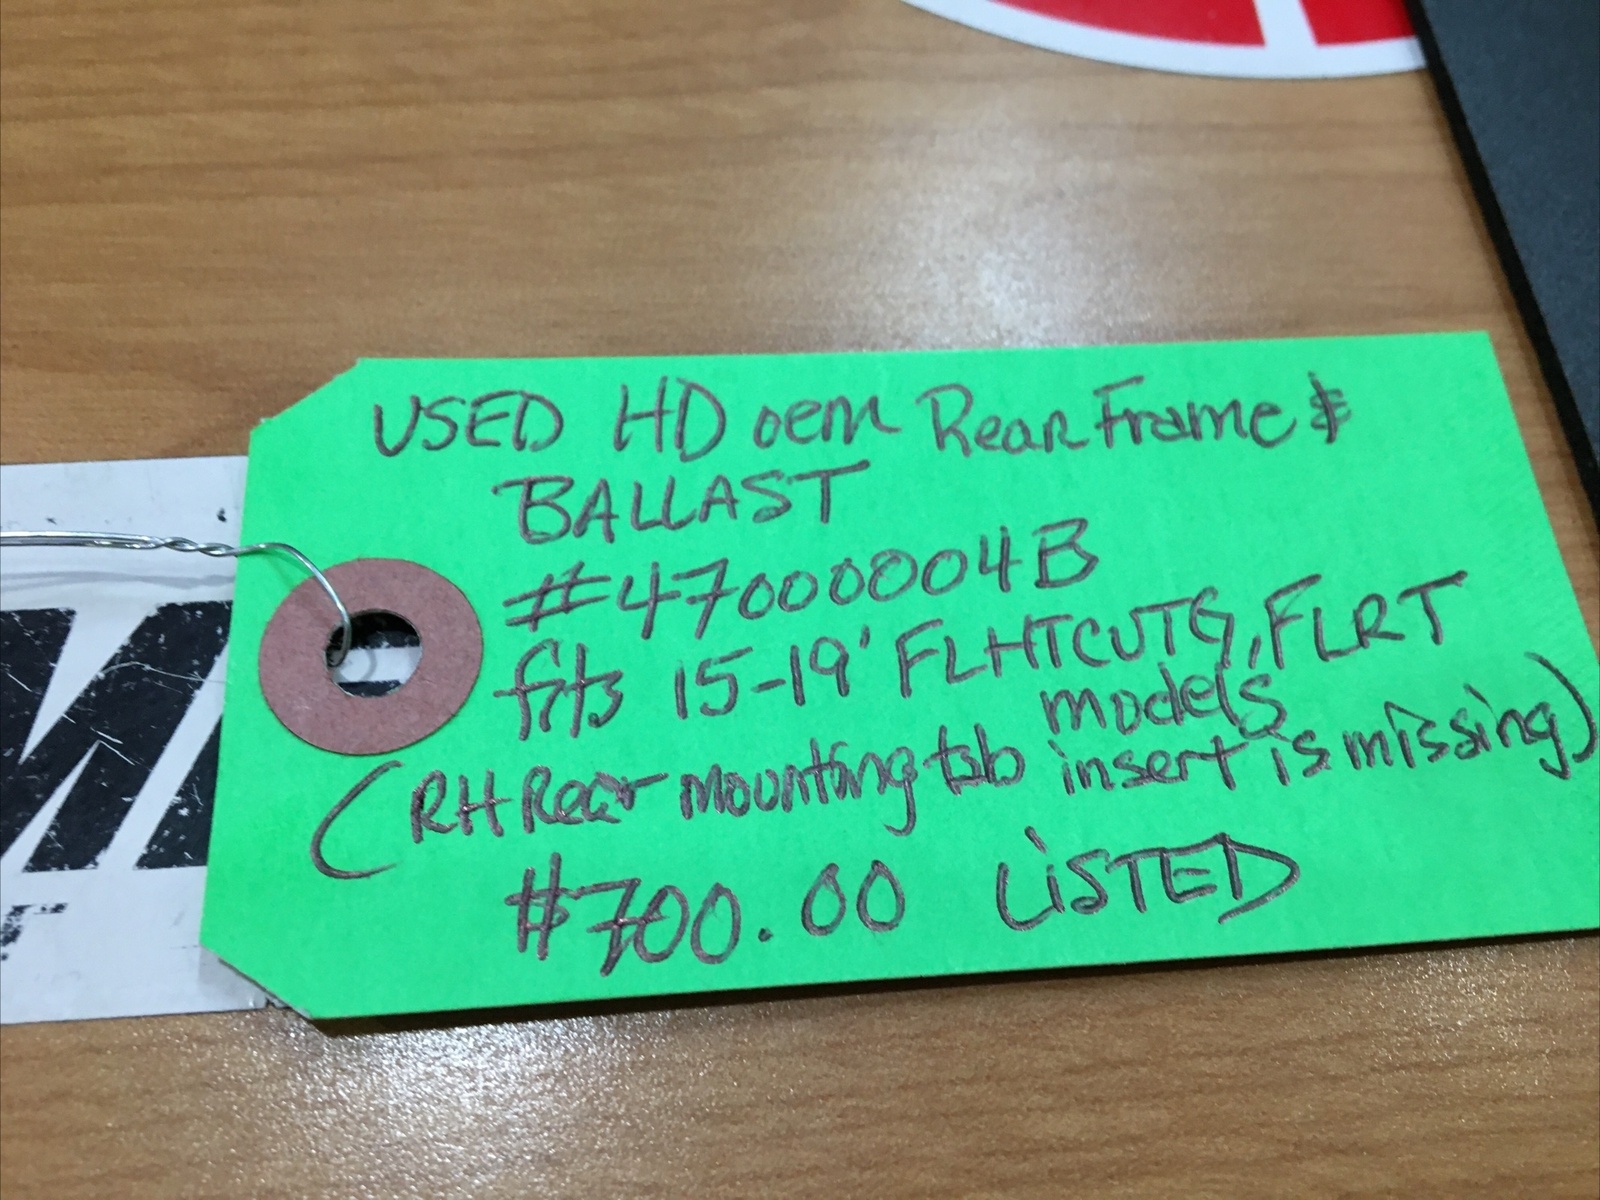 USED HD oem Rear Frame &
BALLAST
#47000004B
fits 15-19' FLHTCUTG, FLRT
models
(RH Rear mounting tab insert is missing)
$700.00 LiSTED